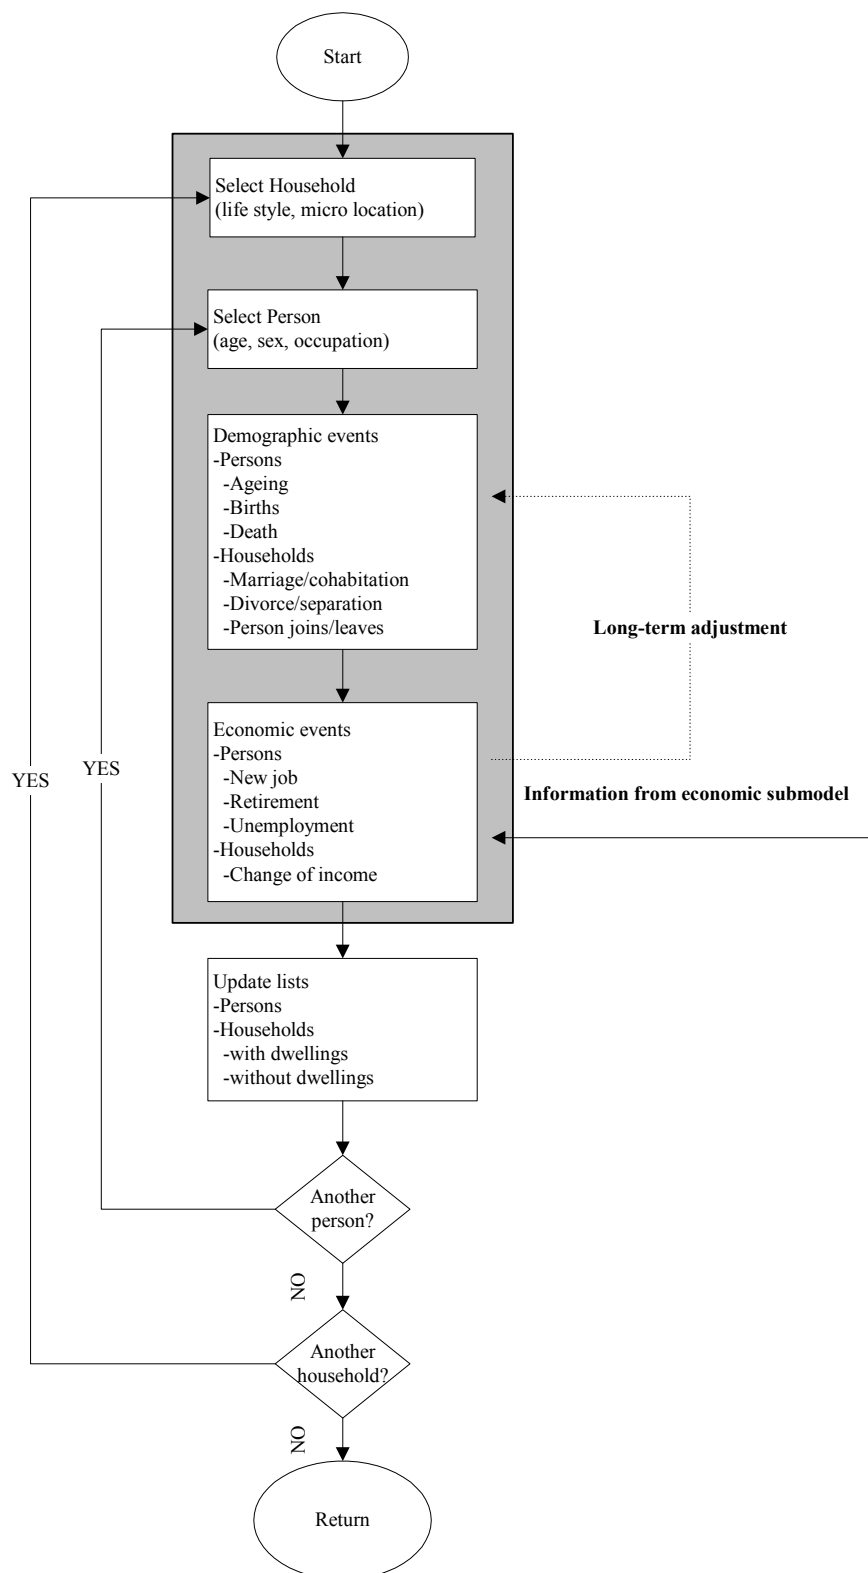 Start
Select Household
(life style, micro location)
Select Person
(age, sex, occupation)
Demographic events
-Persons
-Ageing
-Births
-Death
-Households
-Marriage/cohabitation
-Divorce/separation
-Person joins/leaves
Long-term adjustment
Economic events
-Persons
-New job
-Retirement
-Unemployment
-Households
-Change of income
Information from economic submodel
YES
YES
Update lists
-Persons
-Households
-with dwellings
-without dwellings
Another
person?
NO
Another
household?
NO
Return